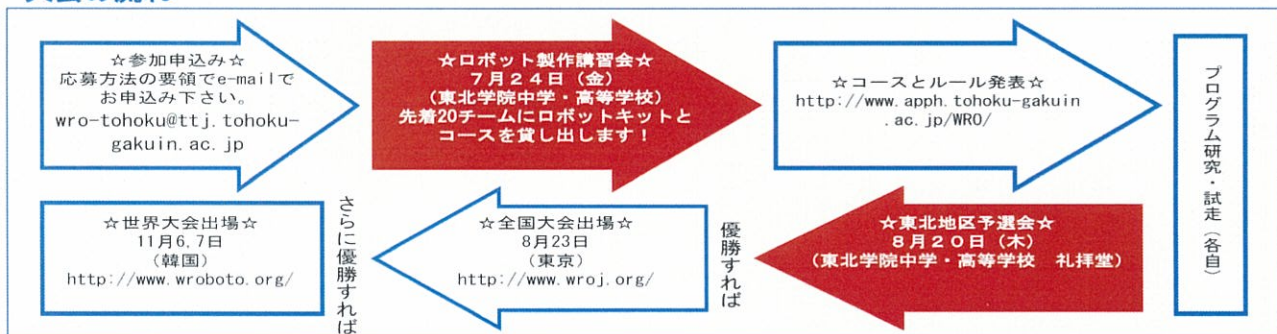 ☆参加申込み☆
応募方法の要領でe-mailで
お申込み下さい。
wro-tohoku@ttj.tohoku-
gakuin.ac.jp
☆ロボット製作講習会☆
7月24日(金)
(東北学院中学・高等学校)
先着20チームにロボットキットと
コースを貸し出します!
☆コースとルール発表☆
http://www.apph.tohoku-gakuin
.ac.jp/WRO/
プログラム研究・試走(各自)
☆東北地区予選会☆
8月20日(木)
(東北学院中学・高等学校 礼拝堂)
優勝すれば
☆全国大会出場☆
8月23日
(東京)
http://www.wroj.org/
さらに優勝すれば
☆世界大会出場☆
11月6,7日
(韓国)
http://www.wroboto.org/